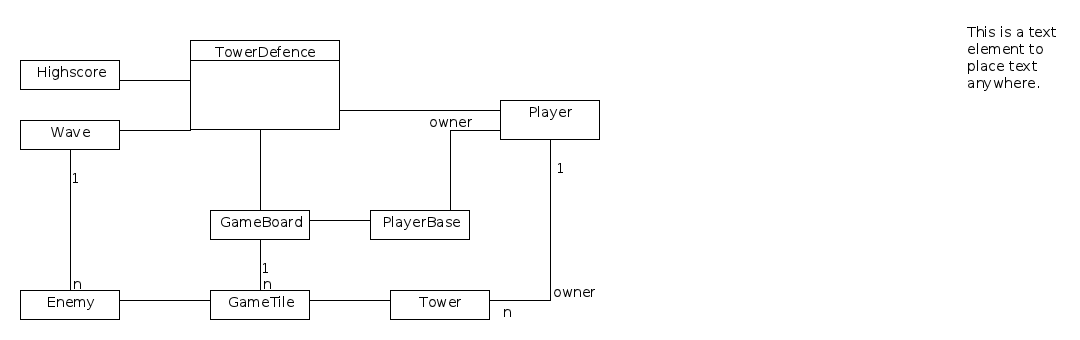 This is a text
element to
place text
anywhere.
TowerDefence
Highscore
Player
owner
Wave
1
1
GameBoard
PlayerBase
1
n
n
owner
Enemy
GameTile
Tower
n